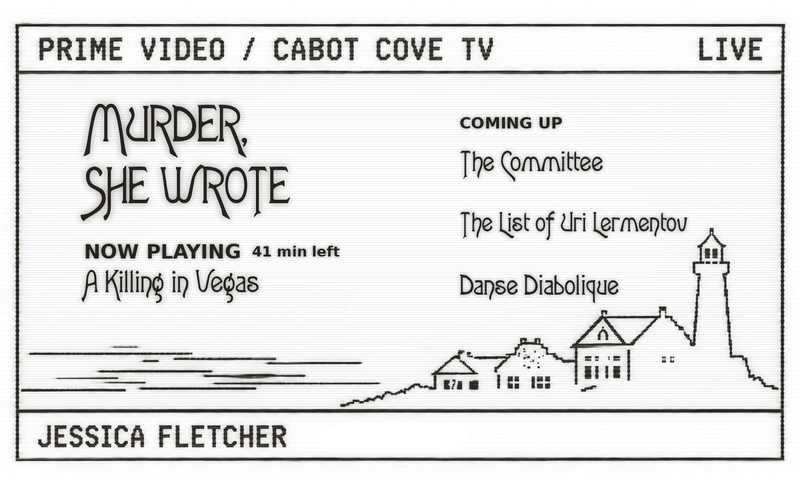 PRIME VIDEO / CABOT COVE TV
LIVE
MURDER,
SHE WROTE
NOW PLAYING 41 min left
A Killing in Vegas
COMING UP
The Committee
The List of Uri Lermentov
Danse Diabolique
JESSICA FLETCHER